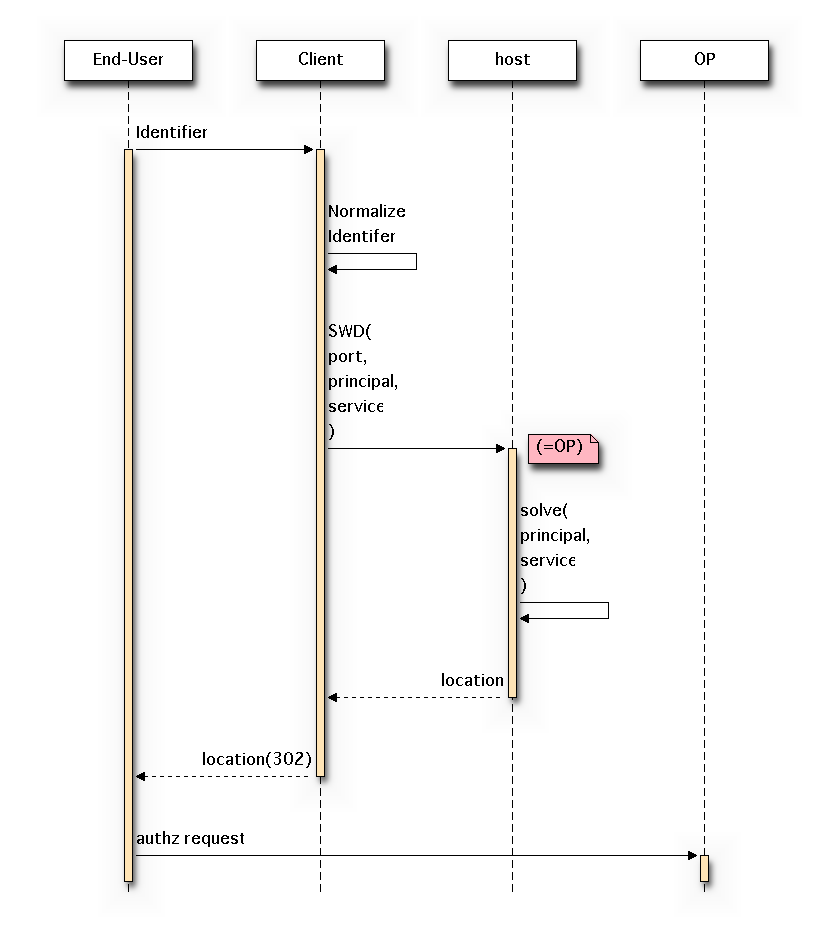 End-User
Client
host
OP
Identifier
Normalize
Identifer
SWD(
port,
principal,
service
)
(=OP)
solve(
principal,
service
)
location
location(302)
authz request